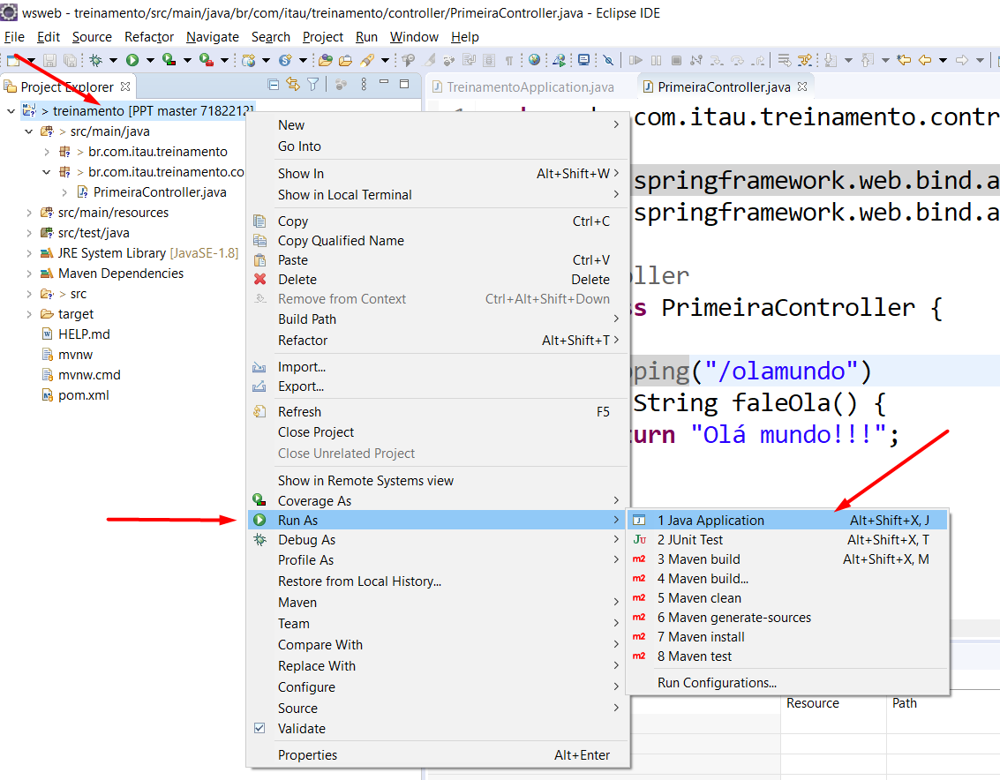 wsweb - treinamento/src/main/java/br/com/itau/treinamento/controller/PrimeiraController.java - Eclipse IDE
File Edit Source Refactor Navigate Search Project Run Window Help
Project Explorer
TreinamentoApplication.java
PrimeiraController.java
> treinamento [PPT master 7182212]
> src/main/java
> br.com.itau.treinamento
> br.com.itau.treinamento.co
PrimeiraController.java
src/main/resources
src/test/java
JRE System Library [JavaSE-1.8]
Maven Dependencies
> src
target
HELP.md
mvnw
mvnw.cmd
pom.xml
New
Go Into
Show In Alt+Shift+W
Show in Local Terminal
Copy Ctrl+C
Copy Qualified Name
Paste Ctrl+V
Delete Delete
Remove from Context Ctrl+Alt+Shift+Down
Build Path
Refactor Alt+Shift+T
Import...
Export...
Refresh F5
Close Project
Close Unrelated Project
Show in Remote Systems view
Coverage As
Run As
Debug As
Profile As
Restore from Local History...
Maven
Team
Compare With
Replace With
Configure
Source
Validate
Properties Alt+Enter
1 Java Application Alt+Shift+X, J
2 JUnit Test Alt+Shift+X, T
3 Maven build Alt+Shift+X, M
4 Maven build...
5 Maven clean
6 Maven generate-sources
7 Maven install
8 Maven test
Run Configurations...
com.itau.treinamento.contr
springframework.web.bind.a
springframework.web.bind.a
ller
ss PrimeiraController {
pping("/olamundo")
String faleOla() {
urn "Olá mundo!!!";
Resource Path